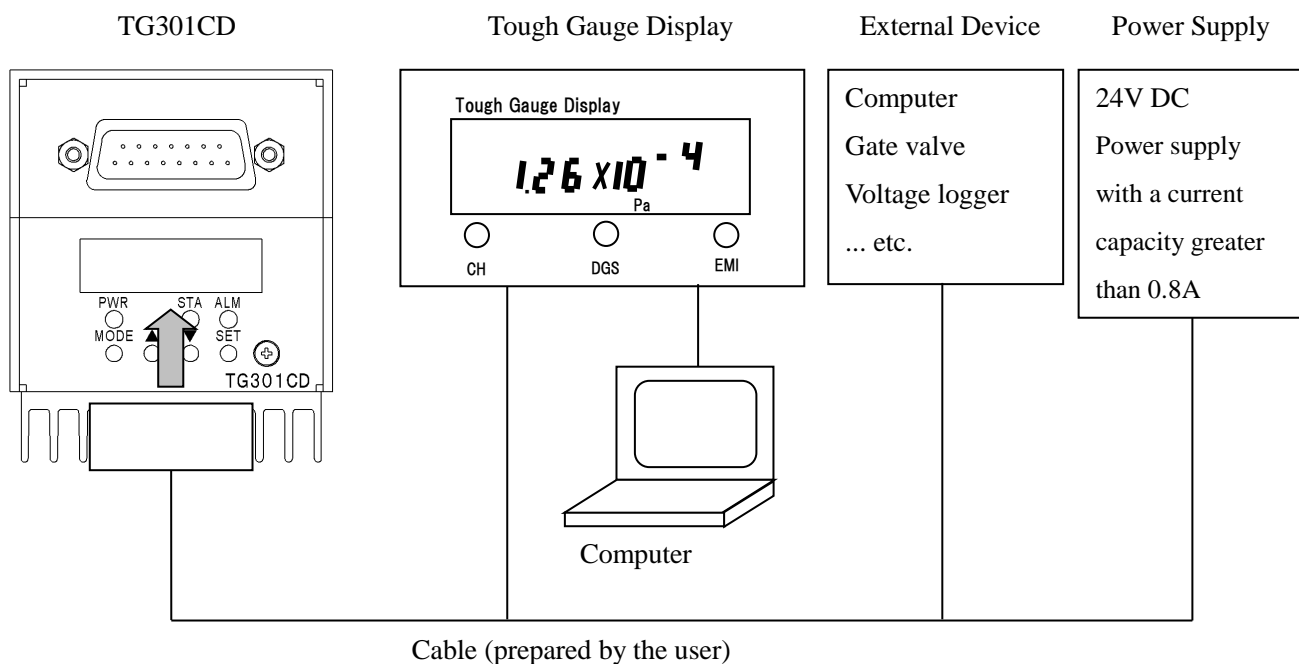 TG301CD
Tough Gauge Display
External Device
Power Supply
PWR STA ALM
MODE ▲ ▼ SET
TG301CD
Tough Gauge Display
1.26×10⁻⁴
Pa
CH DGS EMI
Computer
Gate valve
Voltage logger
... etc.
24V DC
Power supply
with a current
capacity greater
than 0.8A
Computer
Cable (prepared by the user)